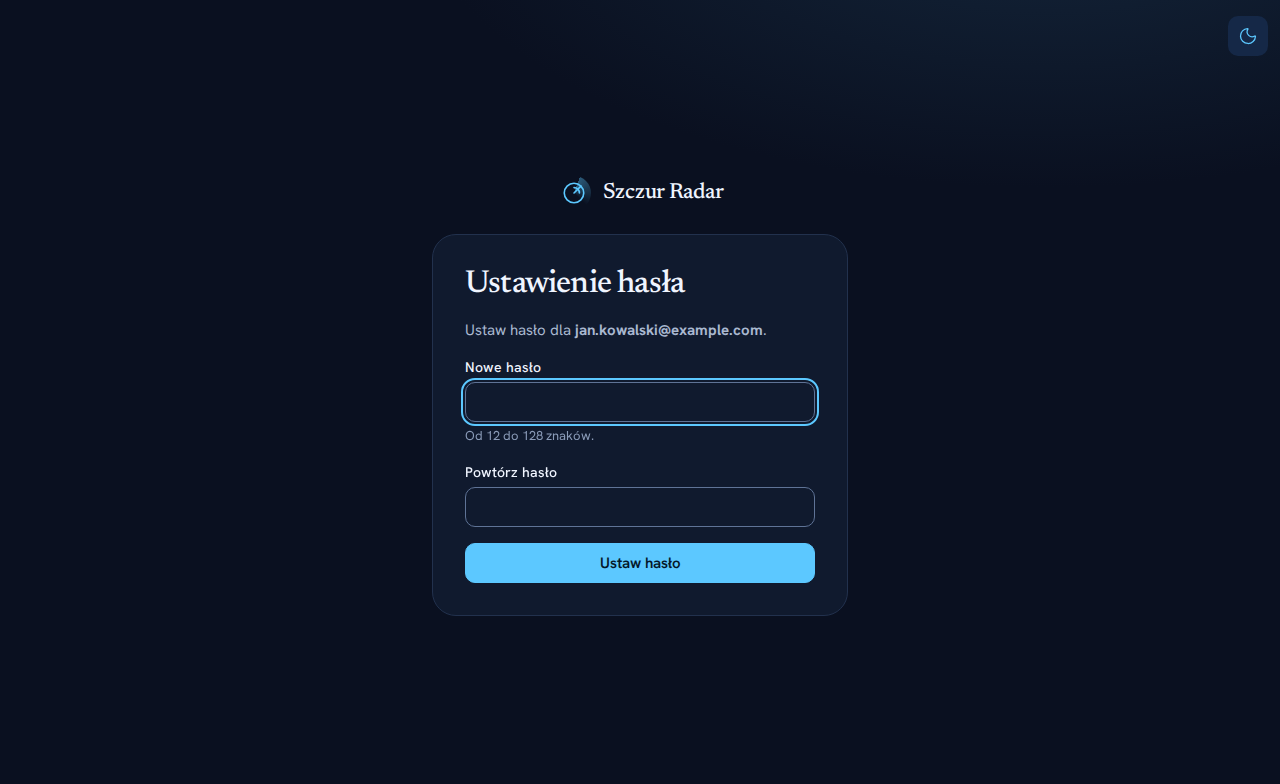 Szczur Radar
Ustawienie hasła
Ustaw hasło dla jan.kowalski@example.com.
Nowe hasło
Od 12 do 128 znaków.
Powtórz hasło
Ustaw hasło